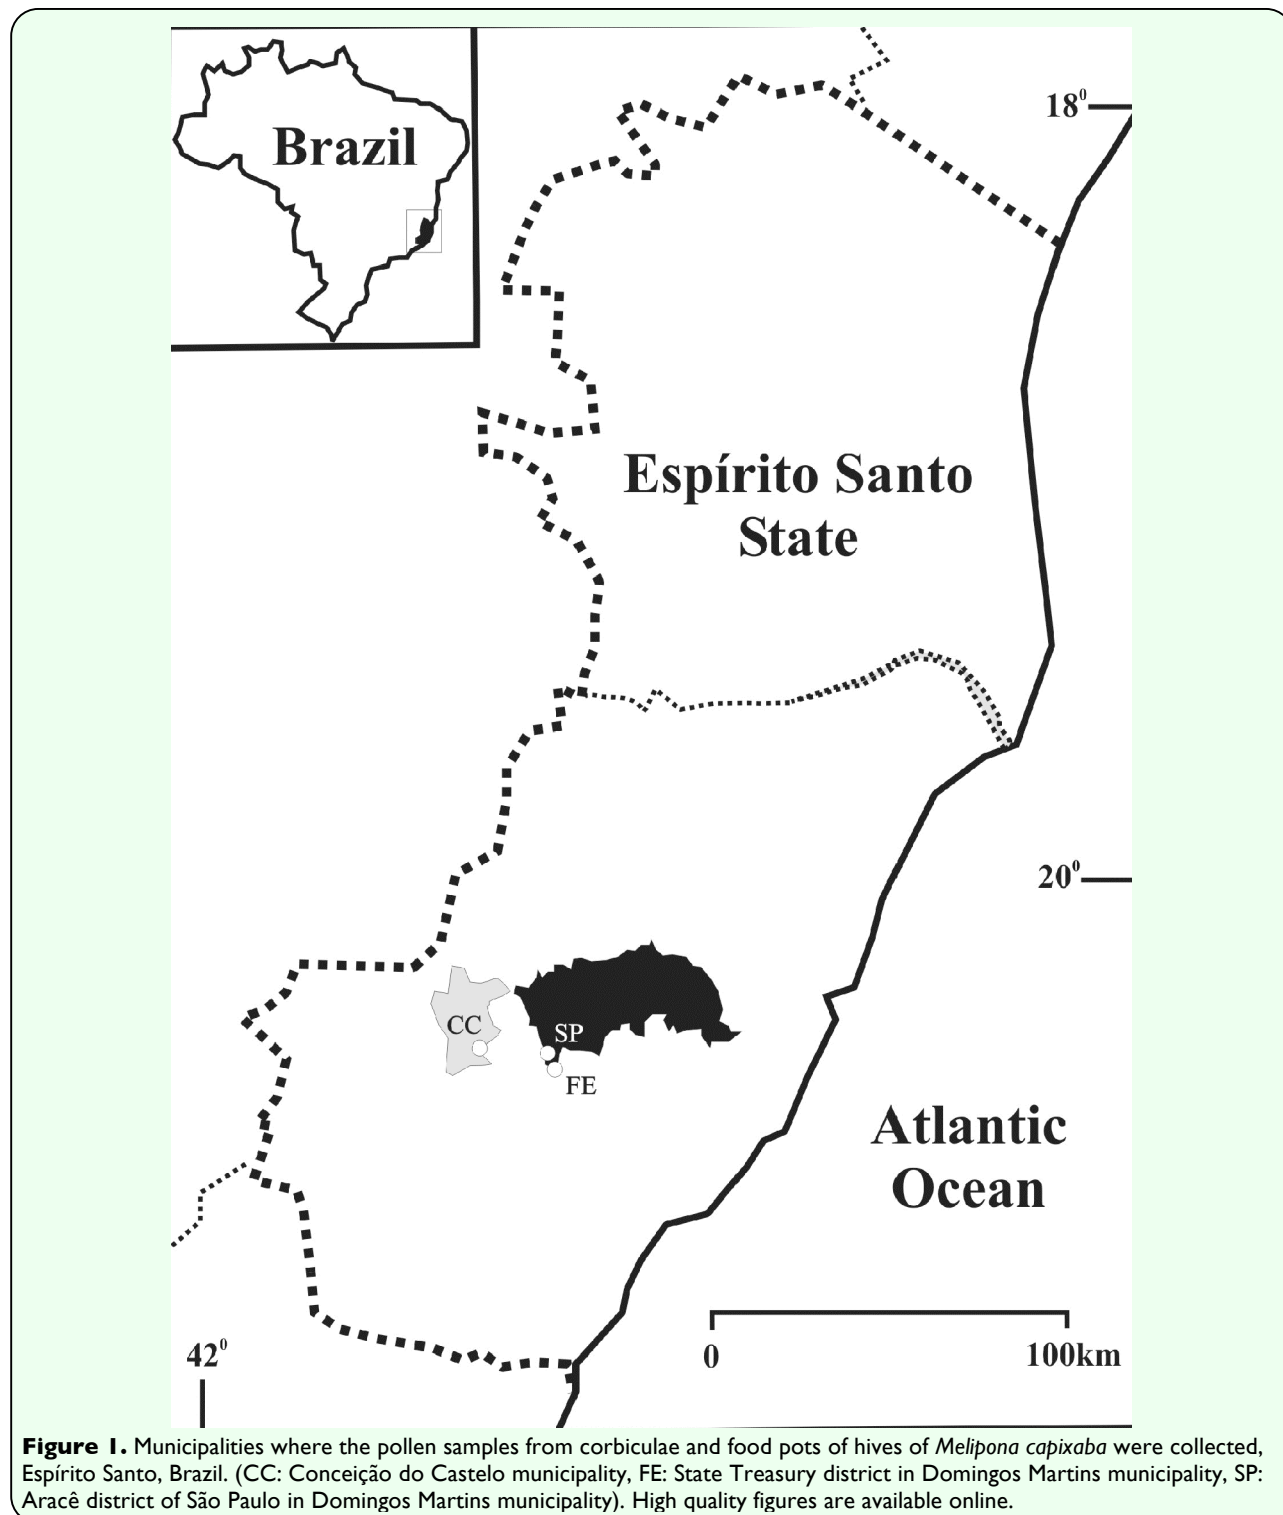 Brazil
18⁰
Espírito Santo
State
20⁰
CC
SP
FE
Atlantic
Ocean
42⁰
0
100km
Figure 1. Municipalities where the pollen samples from corbiculae and food pots of hives of Melipona capixaba were collected,
Espírito Santo, Brazil. (CC: Conceição do Castelo municipality, FE: State Treasury district in Domingos Martins municipality, SP:
Aracê district of São Paulo in Domingos Martins municipality). High quality figures are available online.